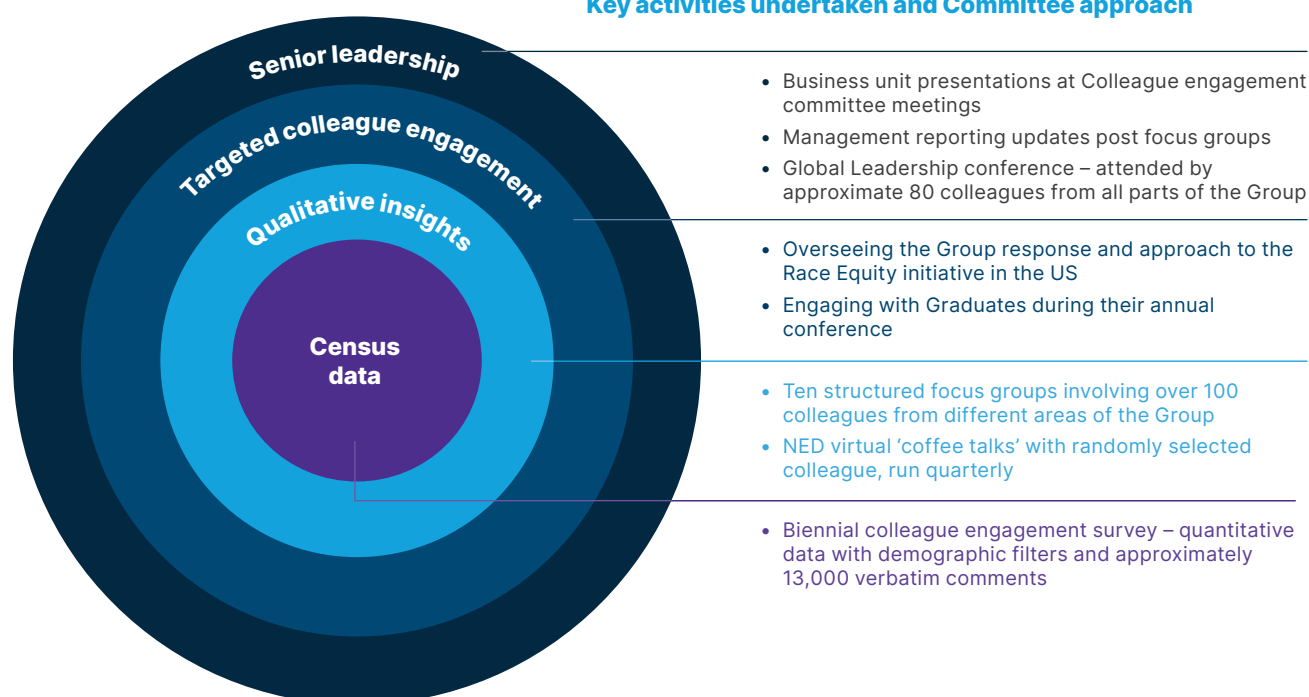 Key activities undertaken and Committee approach
Senior leadership
• Business unit presentations at Colleague engagement
committee meetings
• Management reporting updates post focus groups
• Global Leadership conference – attended by
approximate 80 colleagues from all parts of the Group
Targeted colleague engagement
• Overseeing the Group response and approach to the
Race Equity initiative in the US
• Engaging with Graduates during their annual
conference
Qualitative insights
• Ten structured focus groups involving over 100
colleagues from different areas of the Group
• NED virtual ‘coffee talks’ with randomly selected
colleague, run quarterly
Census
data
• Biennial colleague engagement survey – quantitative
data with demographic filters and approximately
13,000 verbatim comments